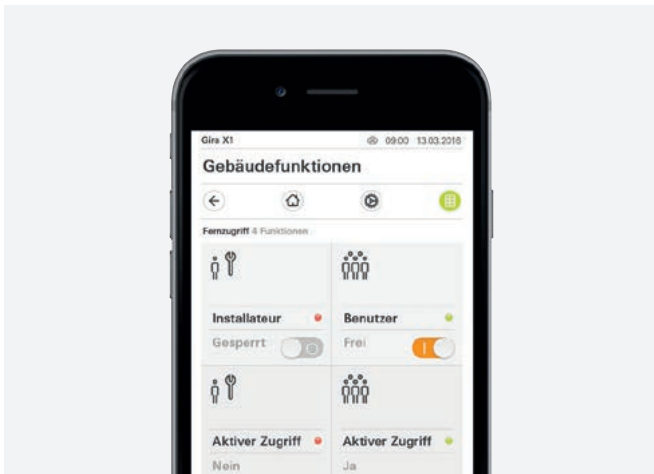 Gira X1 09:00 13.03.2016
Gebäudefunktionen
Fernzugriff 4 Funktionen
Installateur Benutzer
Gesperrt Frei
Aktiver Zugriff Aktiver Zugriff
Nein Ja